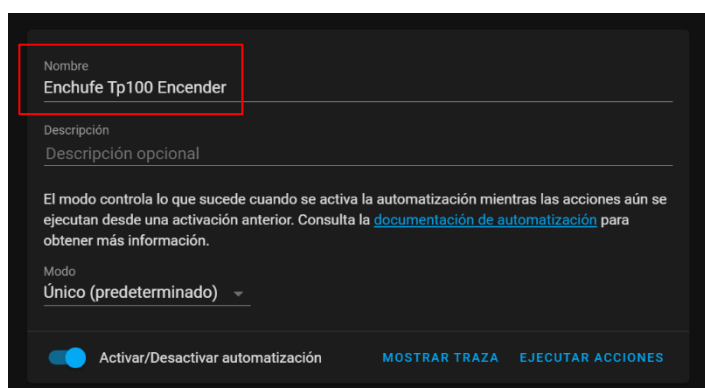 Nombre
Enchufe Tp100 Encender
Descripción
Descripción opcional
El modo controla lo que sucede cuando se activa la automatización mientras las acciones aún se
ejecutan desde una activación anterior. Consulta la documentación de automatización para
obtener más información.
Modo
Único (predeterminado)
Activar/Desactivar automatización MOSTRAR TRAZA EJECUTAR ACCIONES